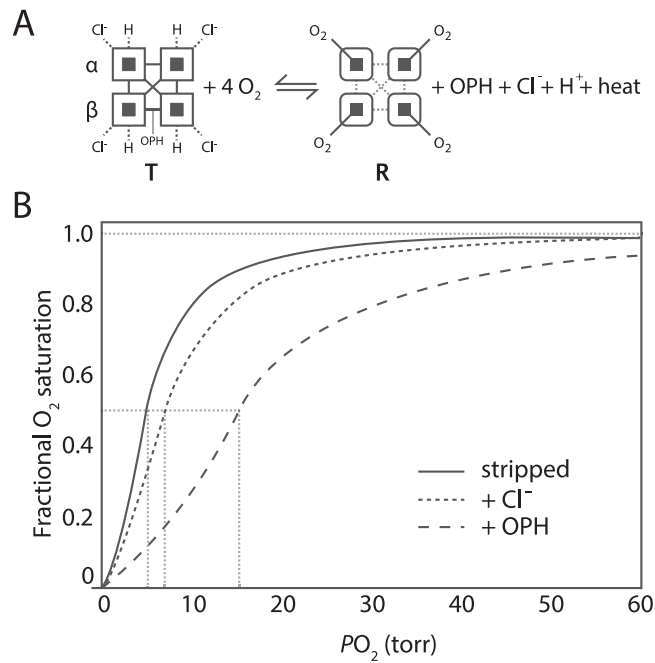 A
Cl⁻ H H Cl⁻
α
β
+ 4 O₂
Cl⁻ H OPH H Cl⁻
T
O₂ O₂
O₂ O₂
R
+ OPH + Cl⁻ + H⁺ + heat
B
Fractional O₂ saturation
1.0
0.8
0.6
0.4
0.2
0
stripped
+ Cl⁻
+ OPH
0 10 20 30 40 50 60
PO₂ (torr)